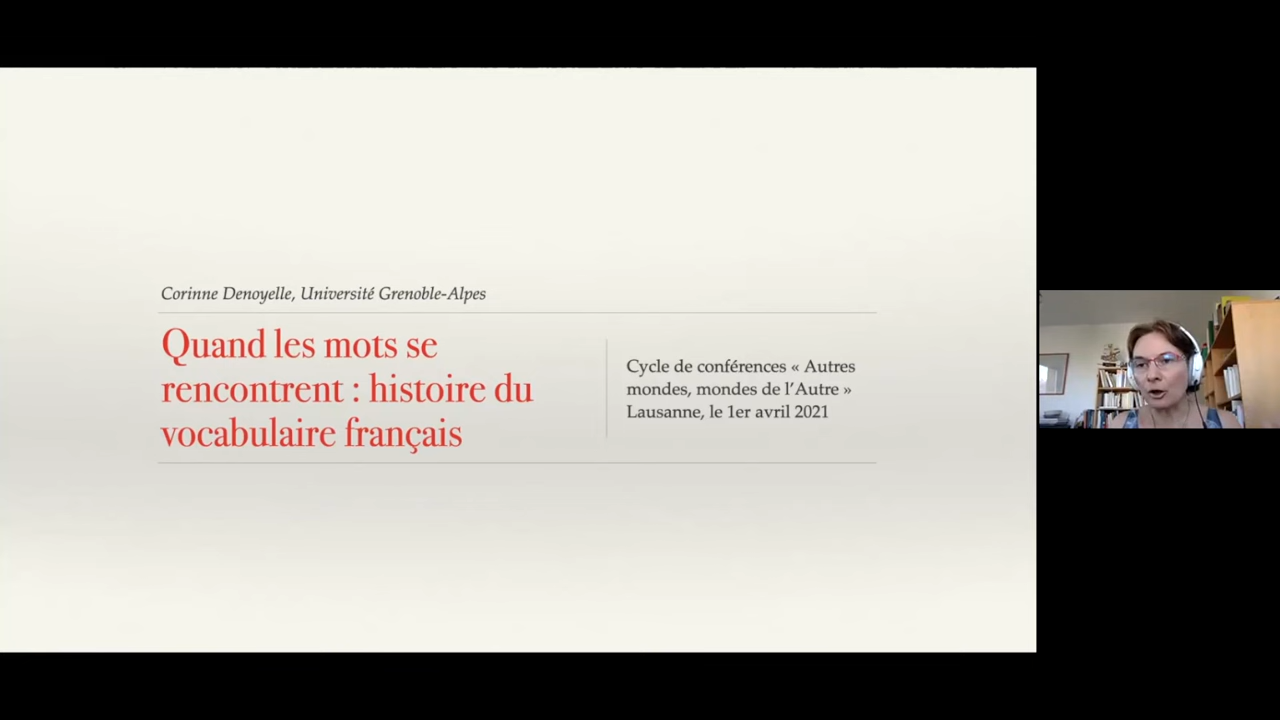 Corinne Denoyelle, Université Grenoble-Alpes
Quand les mots se
rencontrent : histoire du
vocabulaire français
Cycle de conférences « Autres
mondes, mondes de l’Autre »
Lausanne, le 1er avril 2021